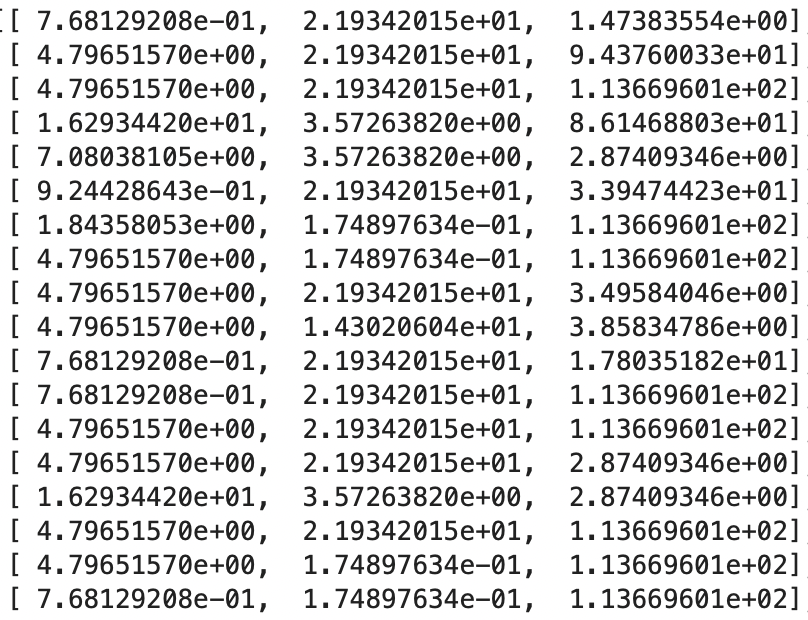 [[ 7.68129208e-01,  2.19342015e+01,  1.47383554e+00],
[ 4.79651570e+00,  2.19342015e+01,  9.43760033e+01],
[ 4.79651570e+00,  2.19342015e+01,  1.13669601e+02],
[ 1.62934420e+01,  3.57263820e+00,  8.61468803e+01],
[ 7.08038105e+00,  3.57263820e+00,  2.87409346e+00],
[ 9.24428643e-01,  2.19342015e+01,  3.39474423e+01],
[ 1.84358053e+00,  1.74897634e-01,  1.13669601e+02],
[ 4.79651570e+00,  1.74897634e-01,  1.13669601e+02],
[ 4.79651570e+00,  2.19342015e+01,  3.49584046e+00],
[ 4.79651570e+00,  1.43020604e+01,  3.85834786e+00],
[ 7.68129208e-01,  2.19342015e+01,  1.78035182e+01],
[ 7.68129208e-01,  2.19342015e+01,  1.13669601e+02],
[ 4.79651570e+00,  2.19342015e+01,  1.13669601e+02],
[ 4.79651570e+00,  2.19342015e+01,  2.87409346e+00],
[ 1.62934420e+01,  3.57263820e+00,  2.87409346e+00],
[ 4.79651570e+00,  2.19342015e+01,  1.13669601e+02],
[ 4.79651570e+00,  1.74897634e-01,  1.13669601e+02],
[ 7.68129208e-01,  1.74897634e-01,  1.13669601e+02],